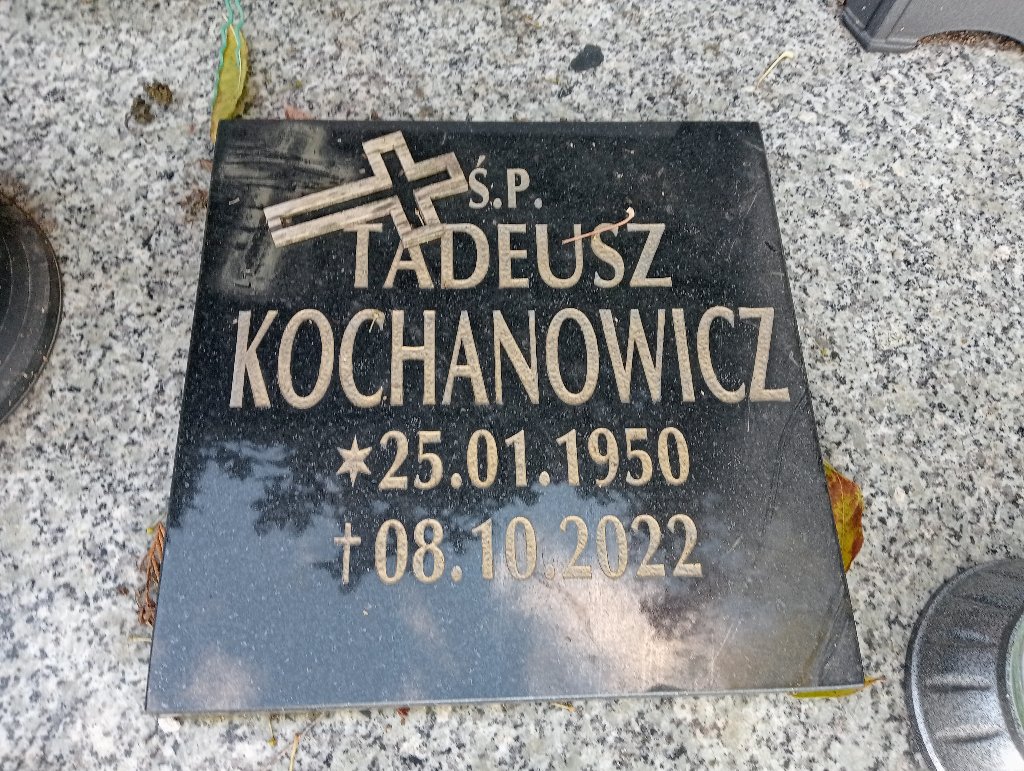 Ś.P.
TADEUSZ
KOCHANOWICZ
✶25.01.1950
†08.10.2022